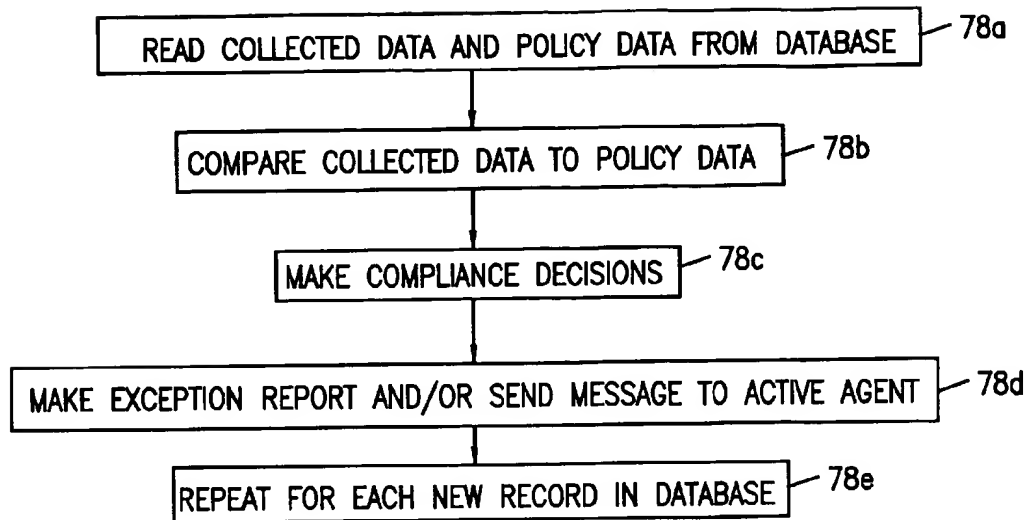 READ COLLECTED DATA AND POLICY DATA FROM DATABASE 78a
COMPARE COLLECTED DATA TO POLICY DATA 78b
MAKE COMPLIANCE DECISIONS 78c
MAKE EXCEPTION REPORT AND/OR SEND MESSAGE TO ACTIVE AGENT 78d
REPEAT FOR EACH NEW RECORD IN DATABASE 78e